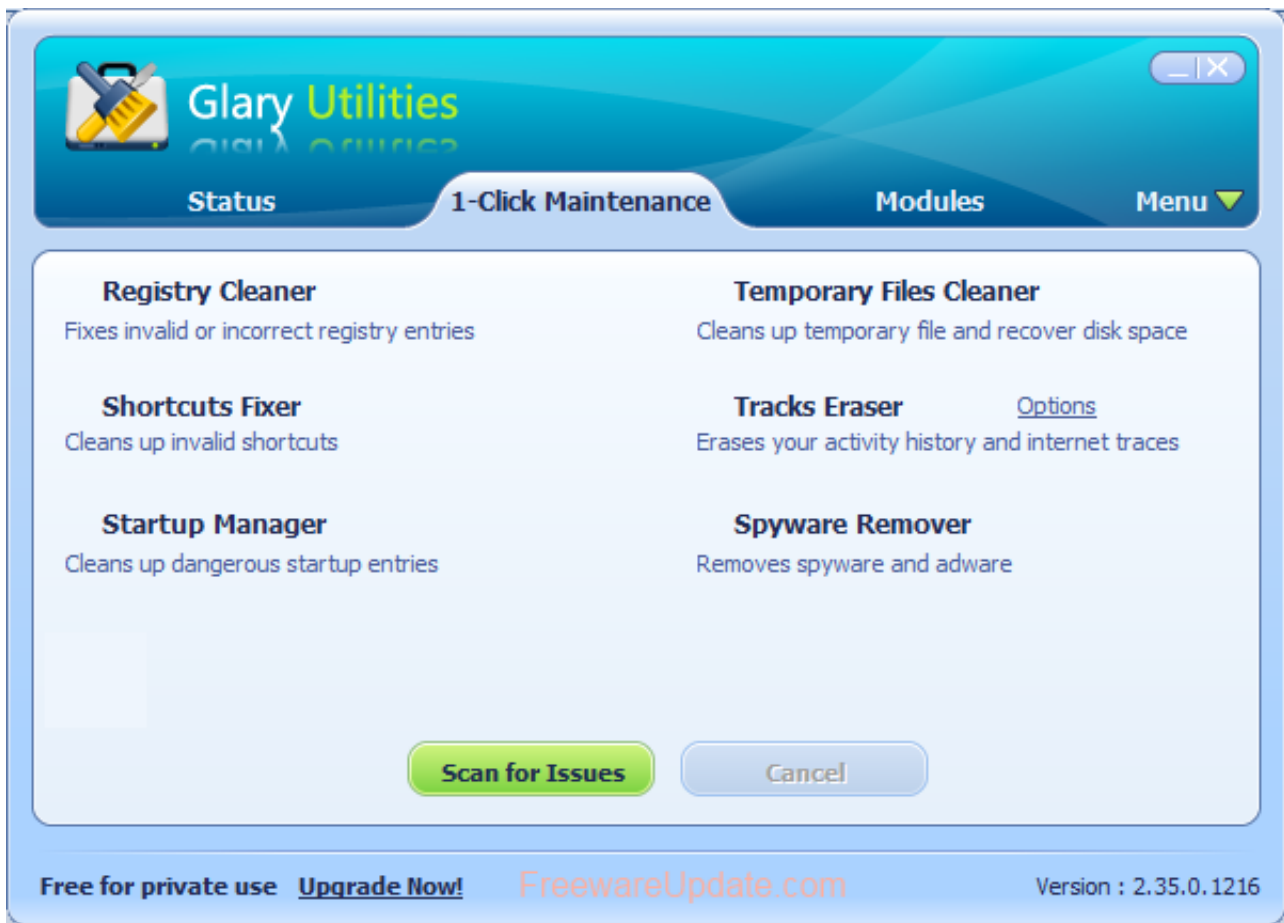 Glary Utilities
Status 1-Click Maintenance Modules Menu
Registry Cleaner
Fixes invalid or incorrect registry entries
Temporary Files Cleaner
Cleans up temporary file and recover disk space
Shortcuts Fixer
Cleans up invalid shortcuts
Tracks Eraser Options
Erases your activity history and internet traces
Startup Manager
Cleans up dangerous startup entries
Spyware Remover
Removes spyware and adware
Scan for Issues Cancel
Free for private use Upgrade Now! FreewareUpdate.com Version : 2.35.0.1216